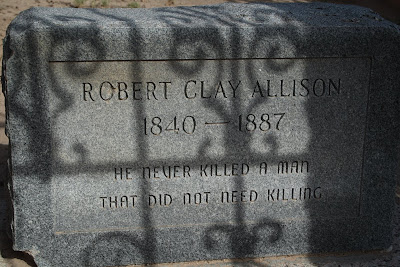 ROBERT CLAY ALLISON
1840 — 1887
HE NEVER KILLED A MAN
THAT DID NOT NEED KILLING